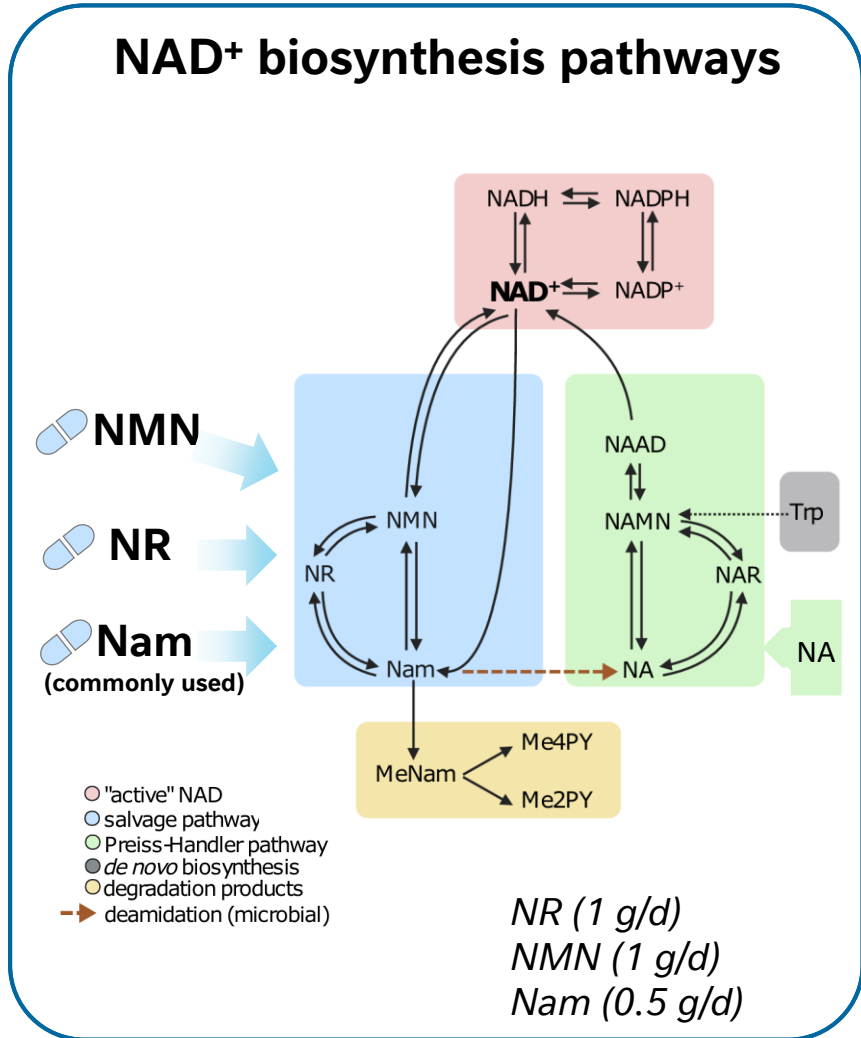 NAD⁺ biosynthesis pathways
NADH
NADPH
NAD⁺
NADP⁺
NMN
NR
Nam
(commonly used)
NMN
NR
Nam
NAAD
NAMN
NAR
NA
Trp
NA
MeNam
Me4PY
Me2PY
"active" NAD
salvage pathway
Preiss-Handler pathway
de novo biosynthesis
degradation products
deamidation (microbial)
NR (1 g/d)
NMN (1 g/d)
Nam (0.5 g/d)